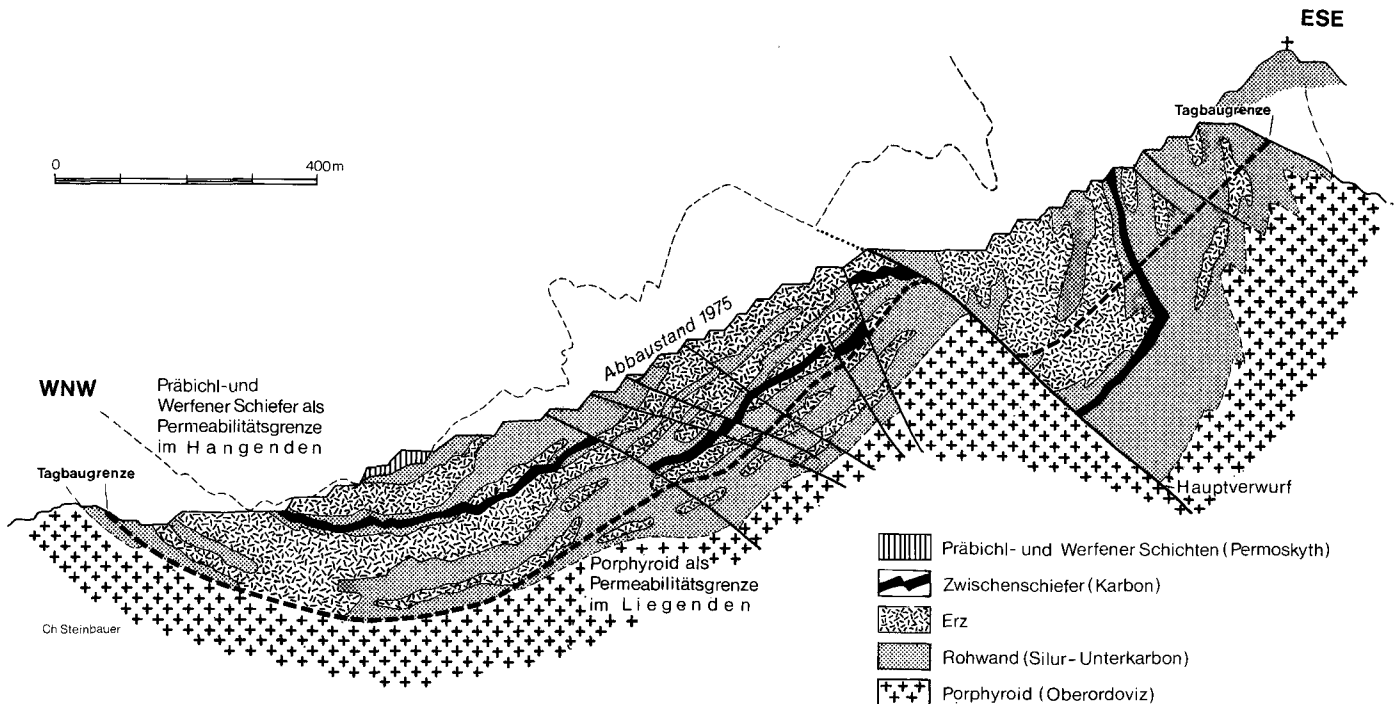 ESE
Tagbaugrenze
0 400m
Abbaustand 1975
WNW
Präbichl-und
Werfener Schiefer als
Permeabilitätsgrenze
im Hangenden
Tagbaugrenze
Hauptverwurf
Porphyroid als
Permeabilitätsgrenze
im Liegenden
Ch Steinbauer
Präbichl- und Werfener Schichten (Permoskyth)
Zwischenschiefer (Karbon)
Erz
Rohwand (Silur-Unterkarbon)
Porphyroid (Oberordoviz)